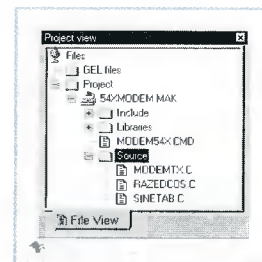 Project view
Files
GEL files
Project
54XMODEM.MAK
Include
Libraries
MODEM54X.CMD
Source
MODEMTX.C
RAZEDCOS.C
SINETAB.C
File View